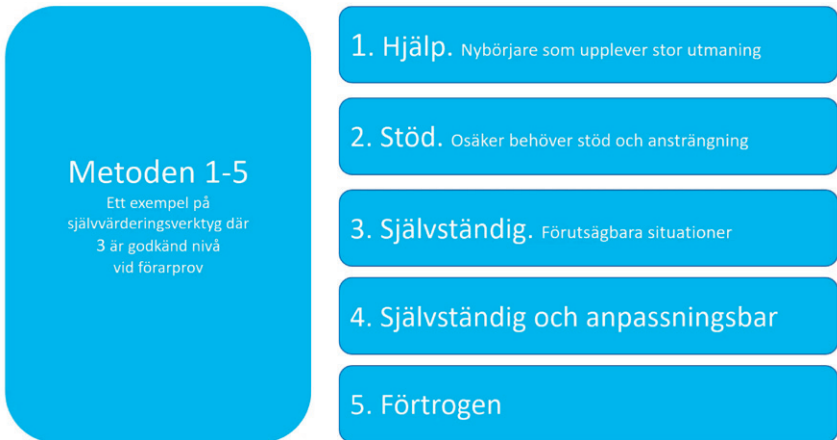 Metoden 1-5
Ett exempel på
självvärderingsverktyg där
3 är godkänd nivå
vid förarprov
1. Hjälp. Nybörjare som upplever stor utmaning
2. Stöd. Osäker behöver stöd och ansträngning
3. Självständig. Förutsägbara situationer
4. Självständig och anpassningsbar
5. Förtrogen